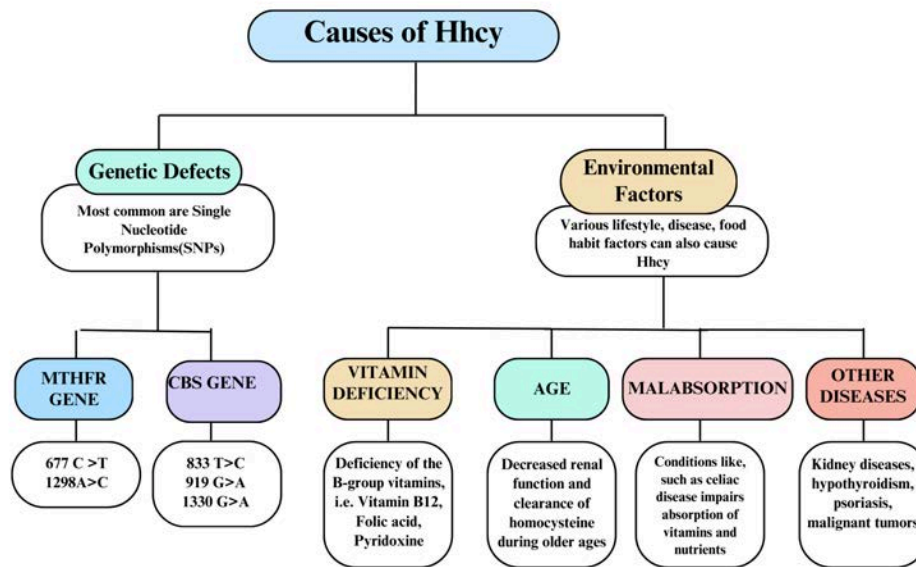 Causes of Hhcy
Genetic Defects
Most common are Single
Nucleotide
Polymorphisms(SNPs)
Environmental
Factors
Various lifestyle, disease, food
habit factors can also cause
Hhcy
MTHFR
GENE
677 C >T
1298A>C
CBS GENE
833 T>C
919 G>A
1330 G>A
VITAMIN
DEFICIENCY
Deficiency of the
B-group vitamins,
i.e. Vitamin B12,
Folic acid,
Pyridoxine
AGE
Decreased renal
function and
clearance of
homocysteine
during older ages
MALABSORPTION
Conditions like,
such as celiac
disease impairs
absorption of
vitamins and
nutrients
OTHER
DISEASES
Kidney diseases,
hypothyroidism,
psoriasis,
malignant tumors